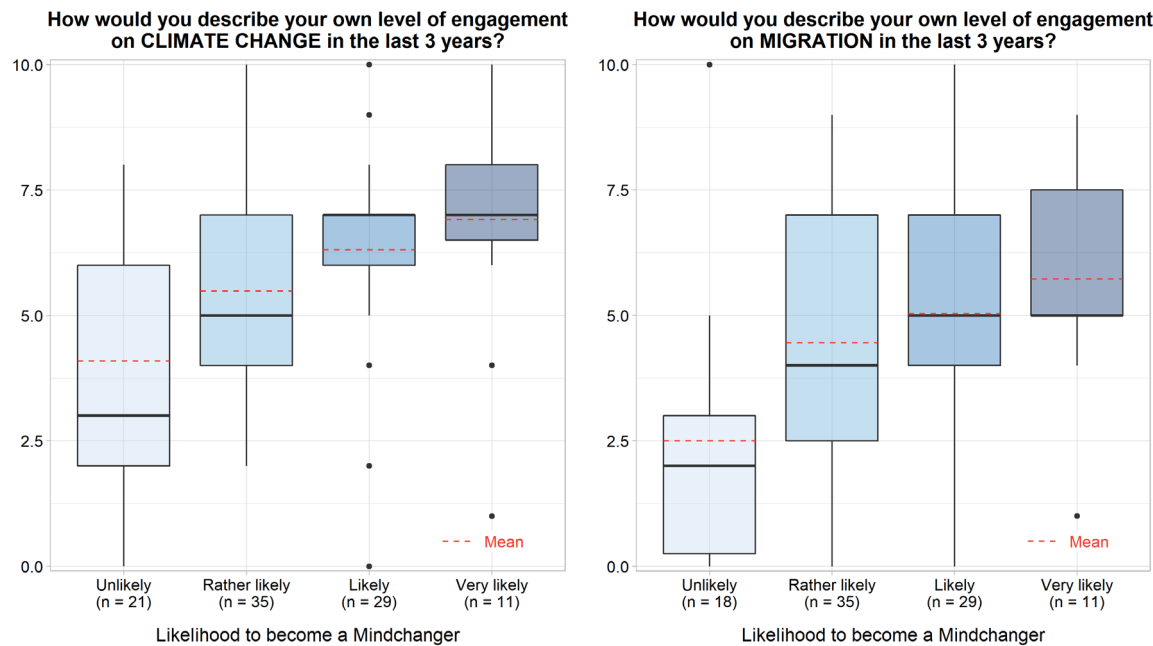 How would you describe your own level of engagement
on CLIMATE CHANGE in the last 3 years?
10.0
7.5
5.0
2.5
0.0
Mean
Unlikely
(n = 21)
Rather likely
(n = 35)
Likely
(n = 29)
Very likely
(n = 11)
Likelihood to become a Mindchanger
How would you describe your own level of engagement
on MIGRATION in the last 3 years?
10.0
7.5
5.0
2.5
0.0
Mean
Unlikely
(n = 18)
Rather likely
(n = 35)
Likely
(n = 29)
Very likely
(n = 11)
Likelihood to become a Mindchanger